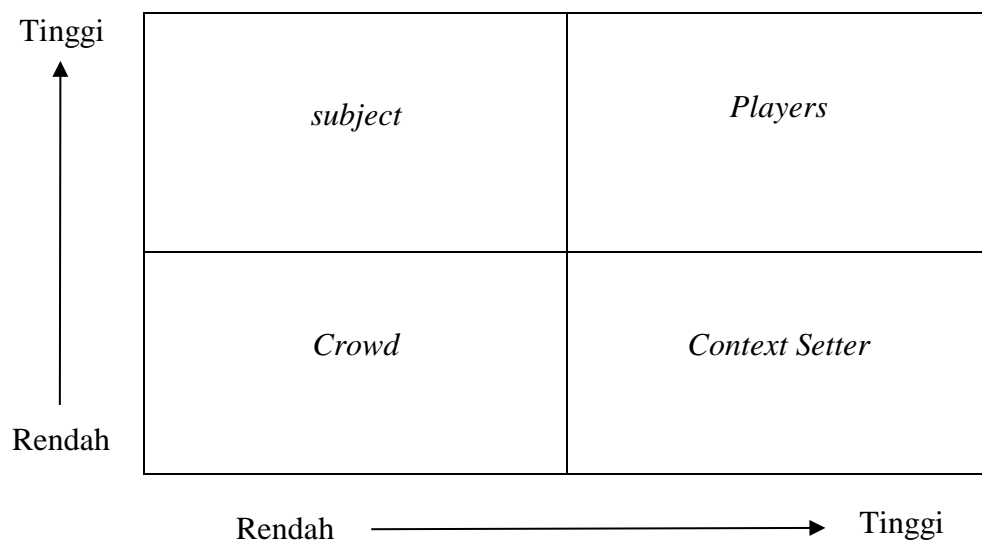 Tinggi
subject
Players
Crowd
Context Setter
Rendah
Rendah
Tinggi